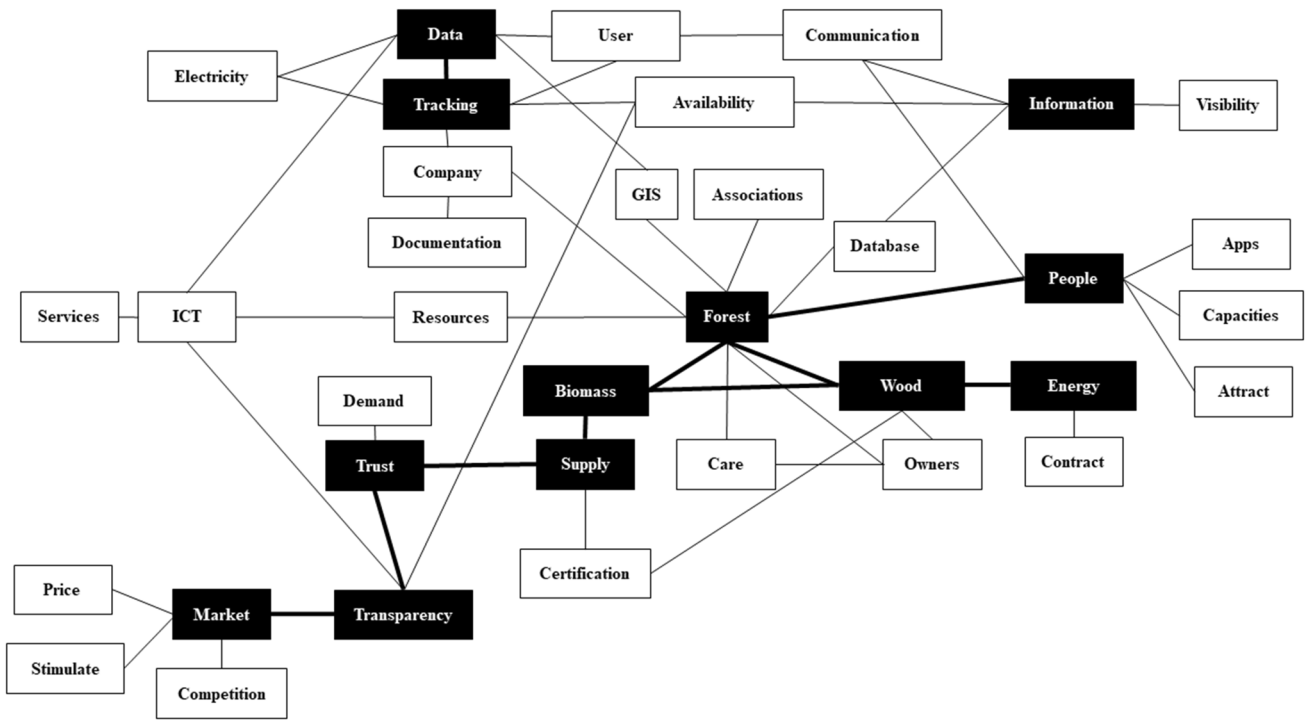 Data
User
Communication
Electricity
Tracking
Availability
Information
Visibility
Company
GIS
Associations
Documentation
Database
Apps
People
Services
ICT
Resources
Forest
Capacities
Demand
Biomass
Wood
Energy
Attract
Trust
Supply
Care
Owners
Contract
Certification
Price
Market
Transparency
Stimulate
Competition